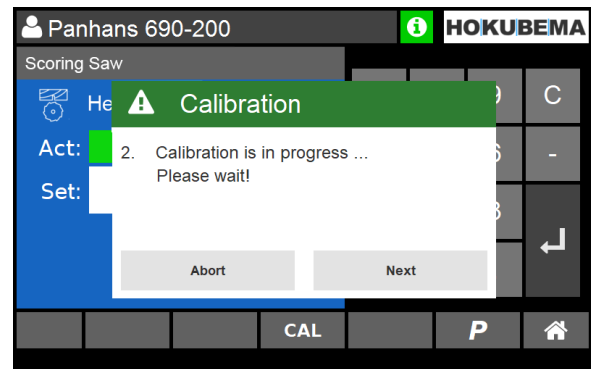 Panhans 690-200
i
HOKUBEMA
Scoring Saw
He
Calibration
C
Act:
2. Calibration is in progress ...
Please wait!
-
Set:
Abort
Next
CAL
P